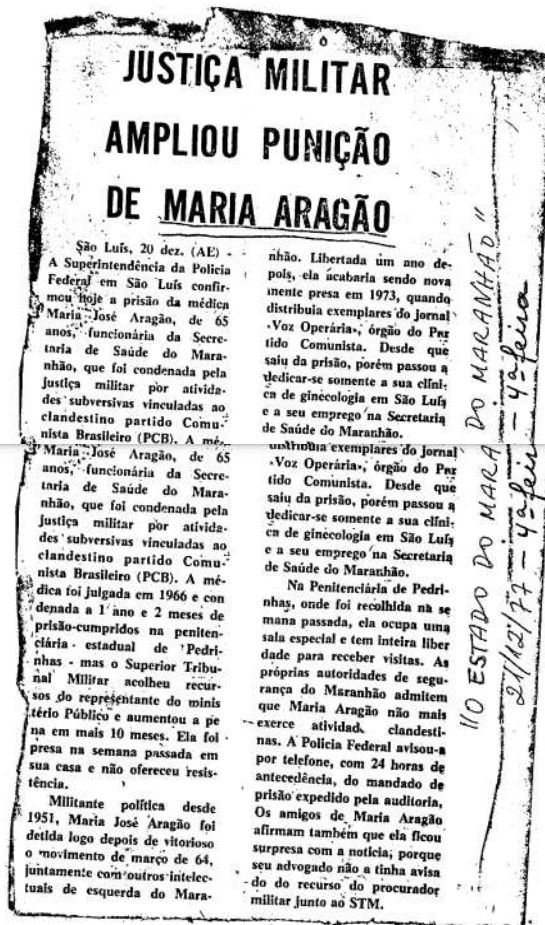 JUSTIÇA MILITAR
AMPLIOU PUNIÇÃO
DE MARIA ARAGÃO
São Luís, 20 dez. (AE) -
A Superintendência da Policia
Federal em São Luís confir-
mou hoje a prisão da médica
Maria José Aragão, de 65
anos, funcionária da Secre-
taria de Saúde do Mara-
nhão, que foi condenada pela
justiça militar por ativida-
des subversivas vinculadas ao
clandestino partido Comu-
nista Brasileiro (PCB). A mé-
Maria José Aragão, de 65
anos, funcionária da Secre-
taria de Saúde do Mara-
nhão, que foi condenada pela
justiça militar por ativida-
des subversivas vinculadas ao
clandestino partido Comu-
nista Brasileiro (PCB). A mé-
dica foi julgada em 1966 e con
denada a 1 ano e 2 meses de
prisão-cumpridos na peniten-
ciária estadual de Pedri-
nhas - mas o Superior Tribu-
nal Militar acolheu recur-
sos do representante do minis
tério Público e aumentou a pe
na em mais 10 meses. Ela foi
presa na semana passada em
sua casa e não ofereceu resis-
tência.
Militante política desde
1951, Maria José Aragão foi
detida logo depois de vitorioso
o movimento de março de 64,
juntamente com outros intelec-
tuais de esquerda do Mara-
nhão. Libertada um ano de-
pois, ela acabaria sendo nova
mente presa em 1973, quando
distribuia exemplares do jornal
«Voz Operária», órgão do Par
tido Comunista. Desde que
saiu da prisão, porém passou a
dedicar-se somente a sua clíni-
ca de ginecologia em São Luís
e a seu emprego na Secretaria
de Saúde do Maranhão.
distribuia exemplares do jornal
«Voz Operária», órgão do Par
tido Comunista. Desde que
saiu da prisão, porém passou a
dedicar-se somente a sua clíni-
ca de ginecologia em São Luís
e a seu emprego na Secretaria
de Saúde do Maranhão.
Na Penitenciária de Pedri-
nhas, onde foi recolhida na se
mana passada, ela ocupa uma
sala especial e tem inteira liber
dade para receber visitas. As
próprias autoridades de segu-
rança do Maranhão admitem
que Maria Aragão não mais
exerce atividades clandesti-
nas. A Policia Federal avisou-a
por telefone, com 24 horas de
antecedência, do mandado de
prisão expedido pela auditoria.
Os amigos de Maria Aragão
afirmam também que ela ficou
surpresa com a noticia, porque
seu advogado não a tinha avisa
do do recurso do procurador
militar junto ao STM.
"O ESTADO DO MARA DO MARANHÃO"
21/12/77 - 4ª feir - 4ª feira